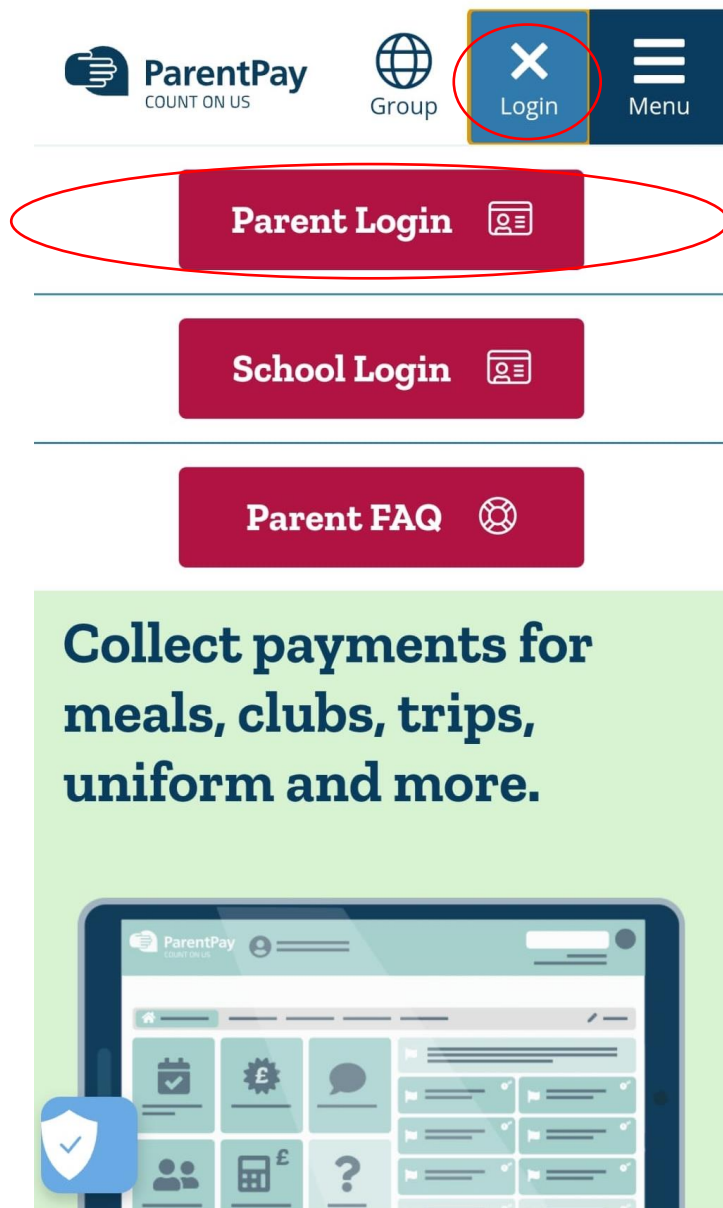 ParentPay
COUNT ON US
Group
Login
Menu
Parent Login
School Login
Parent FAQ
Collect payments for
meals, clubs, trips,
uniform and more.
ParentPay
COUNT ON US
£
£
?